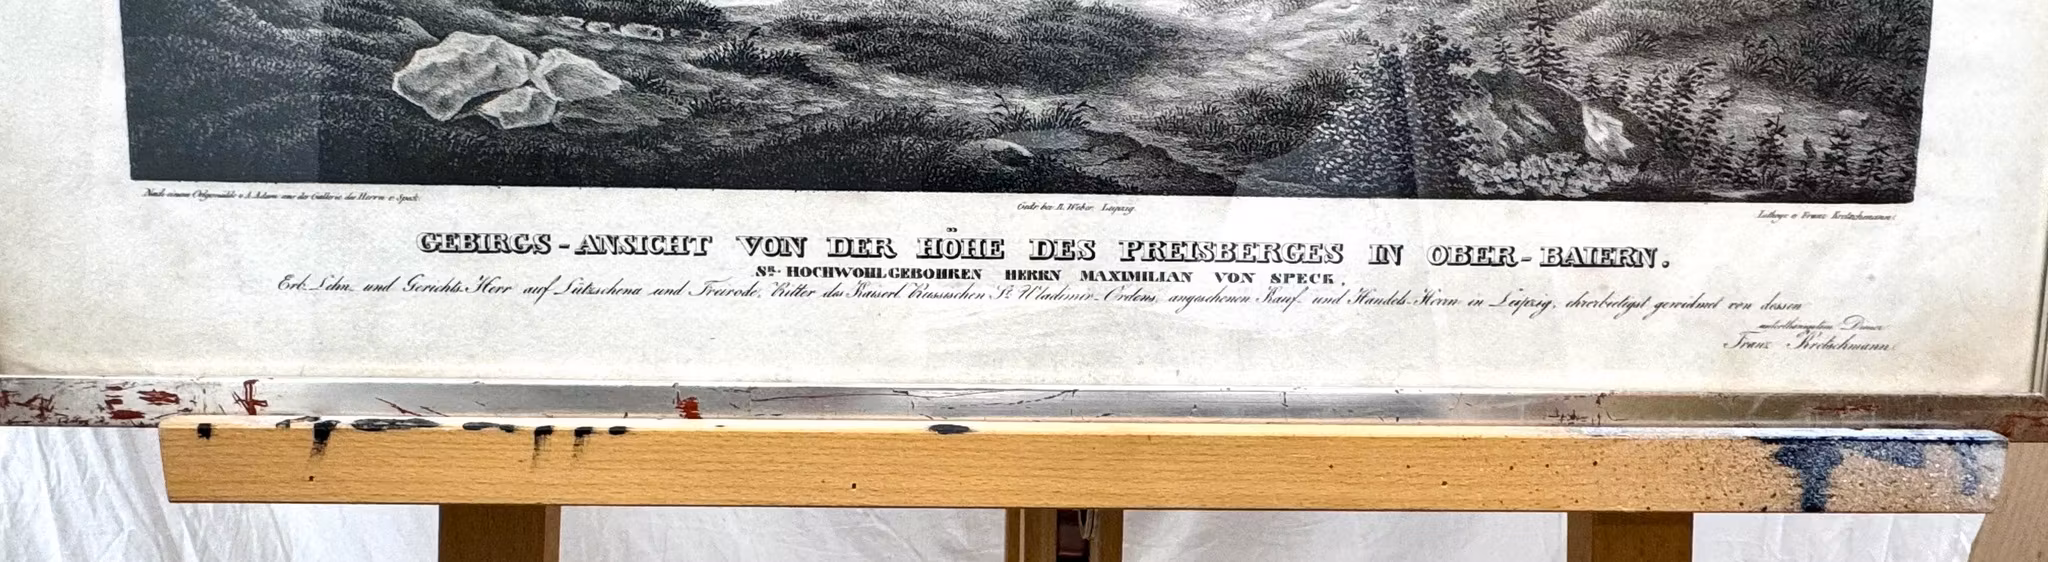 Nach einem Oelgemälde v. A. Adam aus der Gallerie des Herrn v. Speck.
Gedr. bei R. Weber, Leipzig.
Lithogr. v. Franz Kretschmann.
GEBIRGS-ANSICHT VON DER HÖHE DES PREISBERGES IN OBER-BAIERN.
SR. HOCHWOHLGEBOHREN HERRN MAXIMILIAN VON SPECK,
Erb- Lehn- und Gerichts-Herr auf Lützschena und Freirode, Ritter des Kaiserl. Russischen St. Wladimir-Ordens, angesehenen Kauf- und Handels-Herrn in Leipzig, ehrerbietigst gewidmet von dessen
unterthänigstem Diener
Franz Kretschmann.